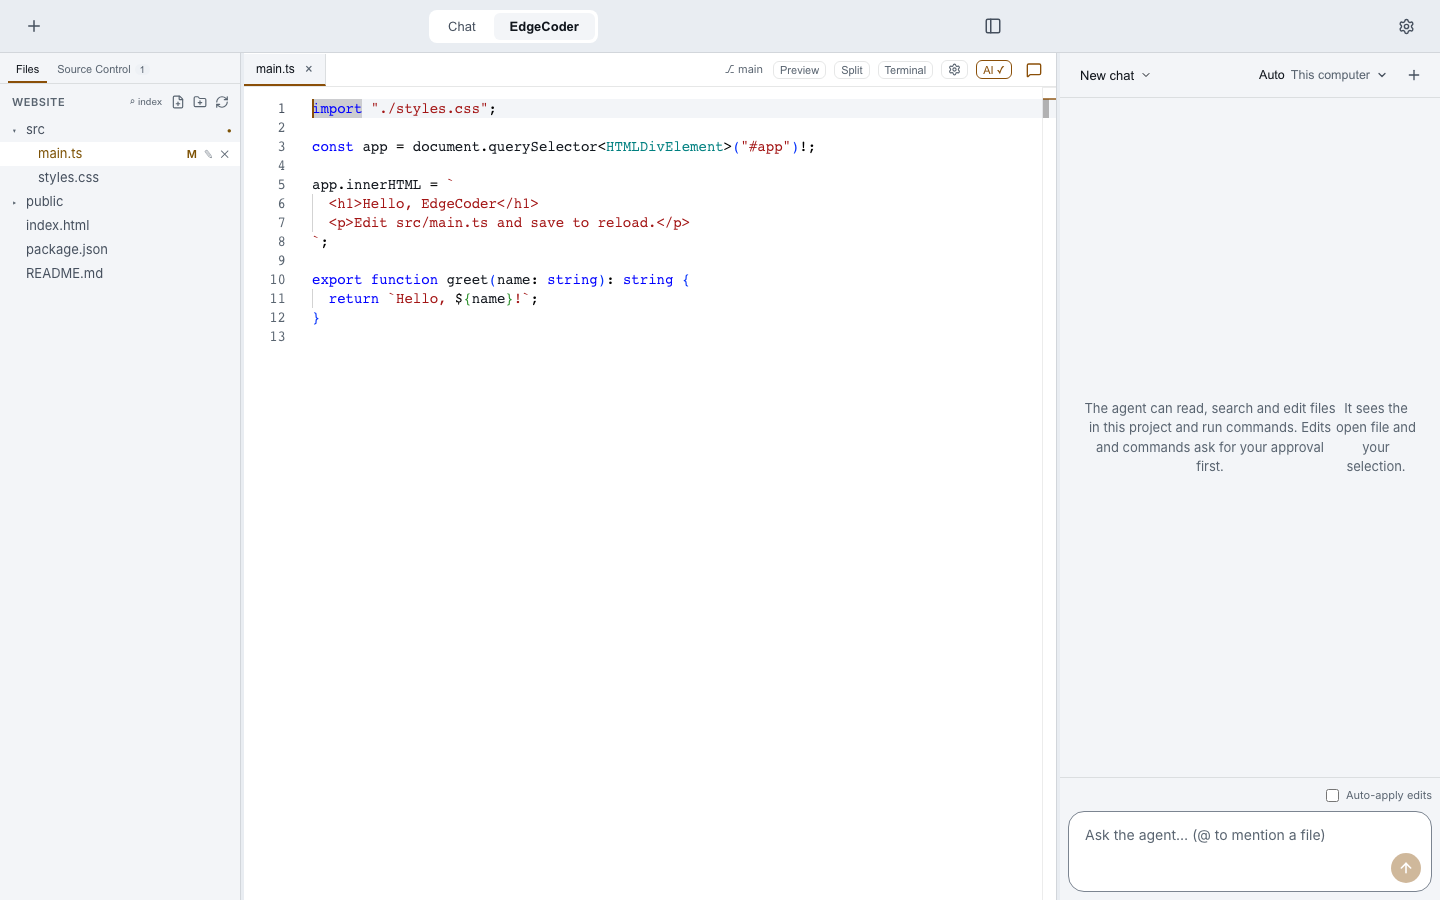 Chat EdgeCoder
Files Source Control 1
WEBSITE index
src
main.ts M
styles.css
public
index.html
package.json
README.md
main.ts
main Preview Split Terminal AI ✓
1 import "./styles.css";
2
3 const app = document.querySelector<HTMLDivElement>("#app")!;
4
5 app.innerHTML = `
6 <h1>Hello, EdgeCoder</h1>
7 <p>Edit src/main.ts and save to reload.</p>
8 `;
9
10 export function greet(name: string): string {
11 return `Hello, ${name}!`;
12 }
13
New chat Auto This computer
The agent can read, search and edit files
in this project and run commands. Edits
and commands ask for your approval
first.
It sees the
open file and
your
selection.
Auto-apply edits
Ask the agent... (@ to mention a file)